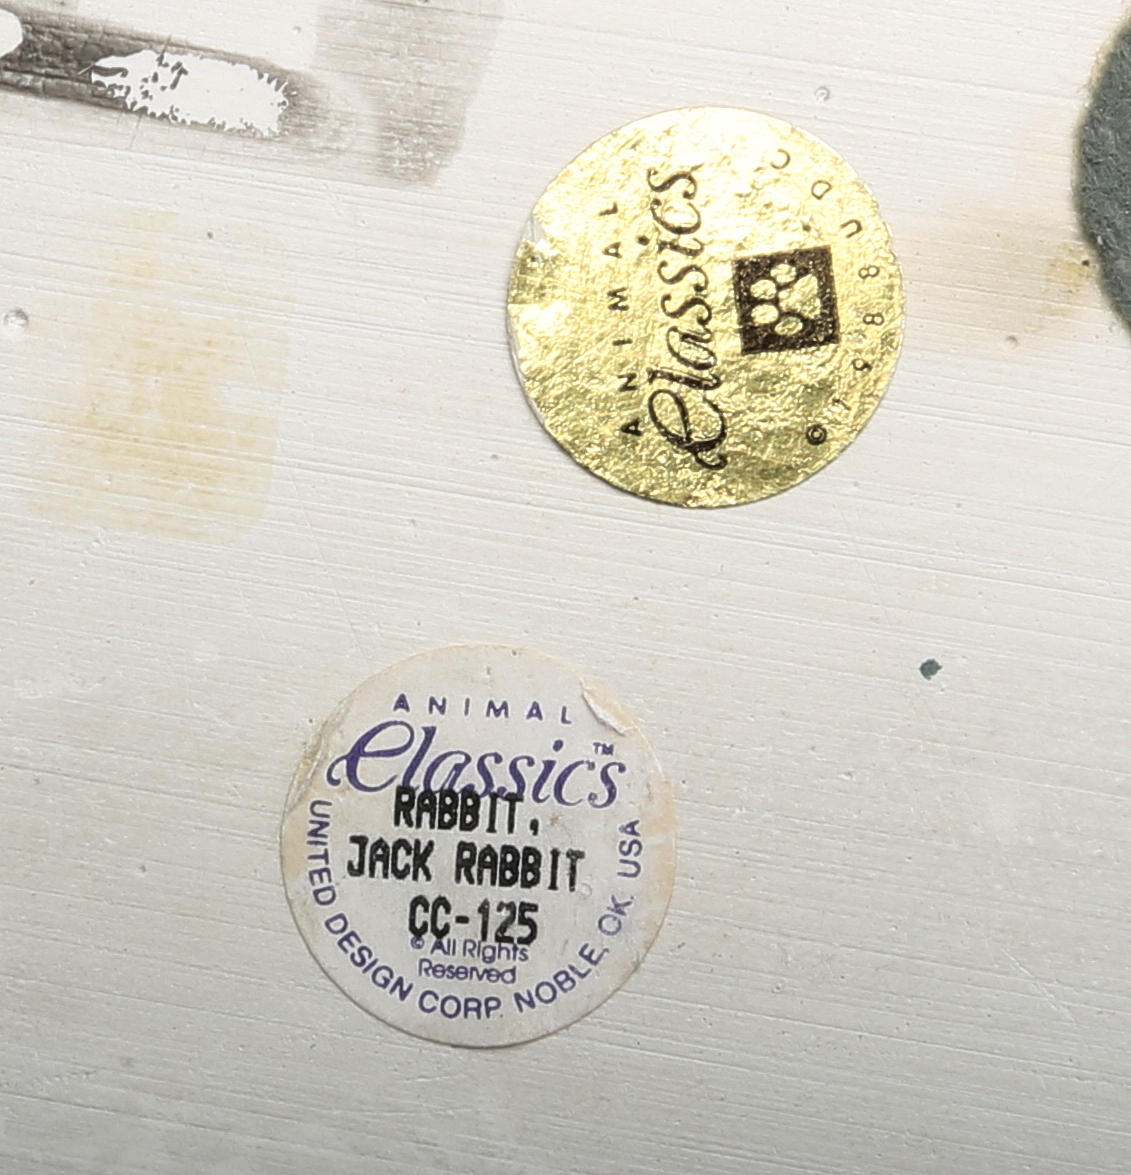 ANIMAL
Classics
© 1988 UDC
ANIMAL
Classics™
RABBIT,
JACK RABBIT
CC-125
© All Rights
Reserved
UNITED DESIGN CORP. NOBLE, OK. USA